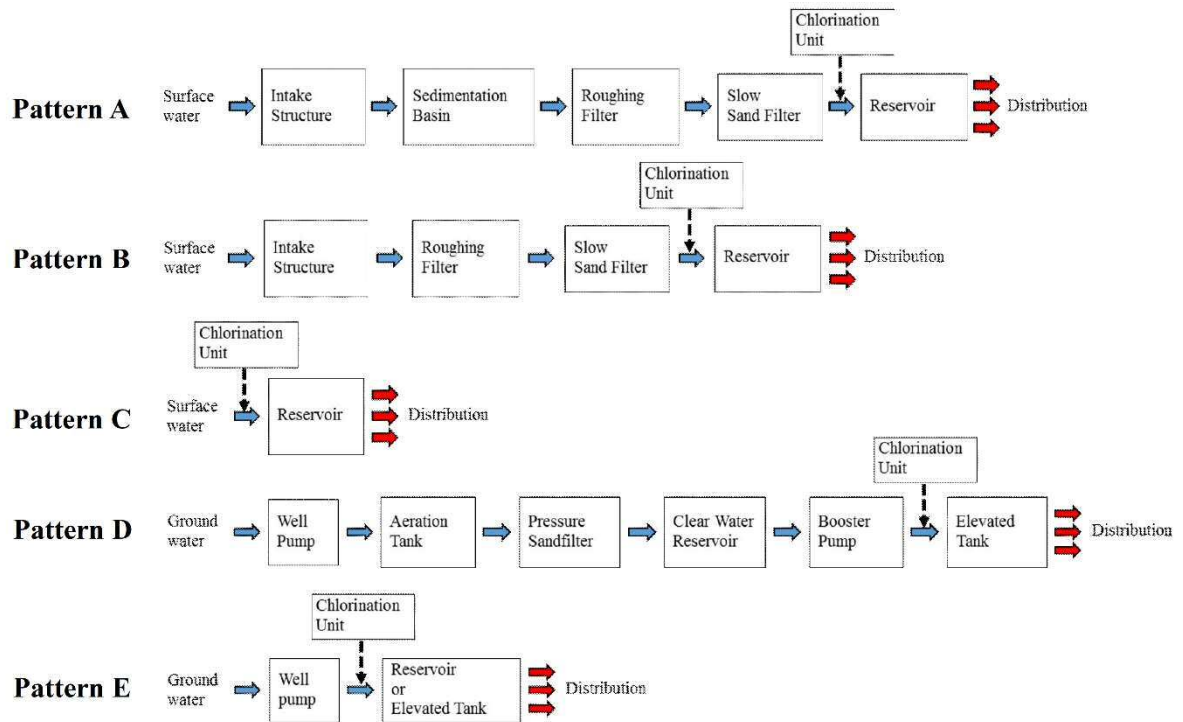 Chlorination
Unit
Pattern A
Surface
water
Intake
Structure
Sedimentation
Basin
Roughing
Filter
Slow
Sand Filter
Reservoir
Distribution
Chlorination
Unit
Pattern B
Surface
water
Intake
Structure
Roughing
Filter
Slow
Sand Filter
Reservoir
Distribution
Chlorination
Unit
Pattern C
Surface
water
Reservoir
Distribution
Chlorination
Unit
Pattern D
Ground
water
Well
Pump
Aeration
Tank
Pressure
Sandfilter
Clear Water
Reservoir
Booster
Pump
Elevated
Tank
Distribution
Chlorination
Unit
Pattern E
Ground
water
Well
pump
Reservoir
or
Elevated Tank
Distribution